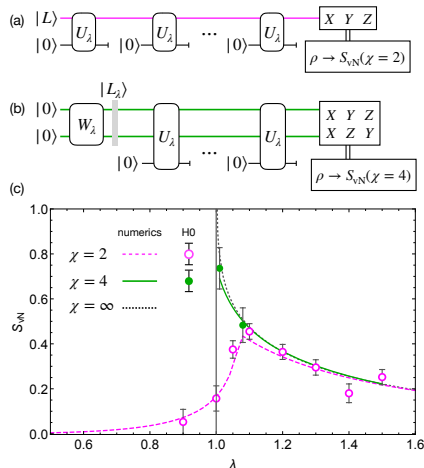 (a) |L⟩ X Y Z
|0⟩ U_λ |0⟩ U_λ ... |0⟩ U_λ
ρ → S_vN(χ = 2)
(b) |0⟩ |L_λ⟩ X Y Z
|0⟩ W_λ U_λ U_λ X Z Y
|0⟩ ... |0⟩
ρ → S_vN(χ = 4)
(c)
1.0
numerics H0
χ = 2
0.8
χ = 4
χ = ∞
0.6
S_vN
0.4
0.2
0.0
0.6 0.8 1.0 1.2 1.4 1.6
λ